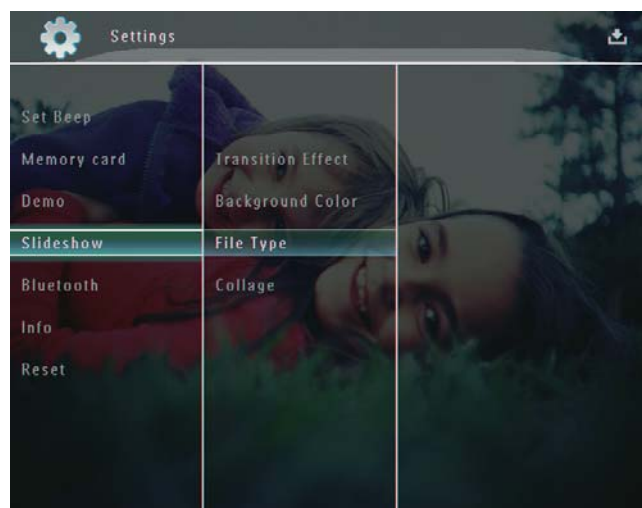 Settings
Set Beep
Memory card
Demo
Slideshow
Bluetooth
Info
Reset
Transition Effect
Background Color
File Type
Collage